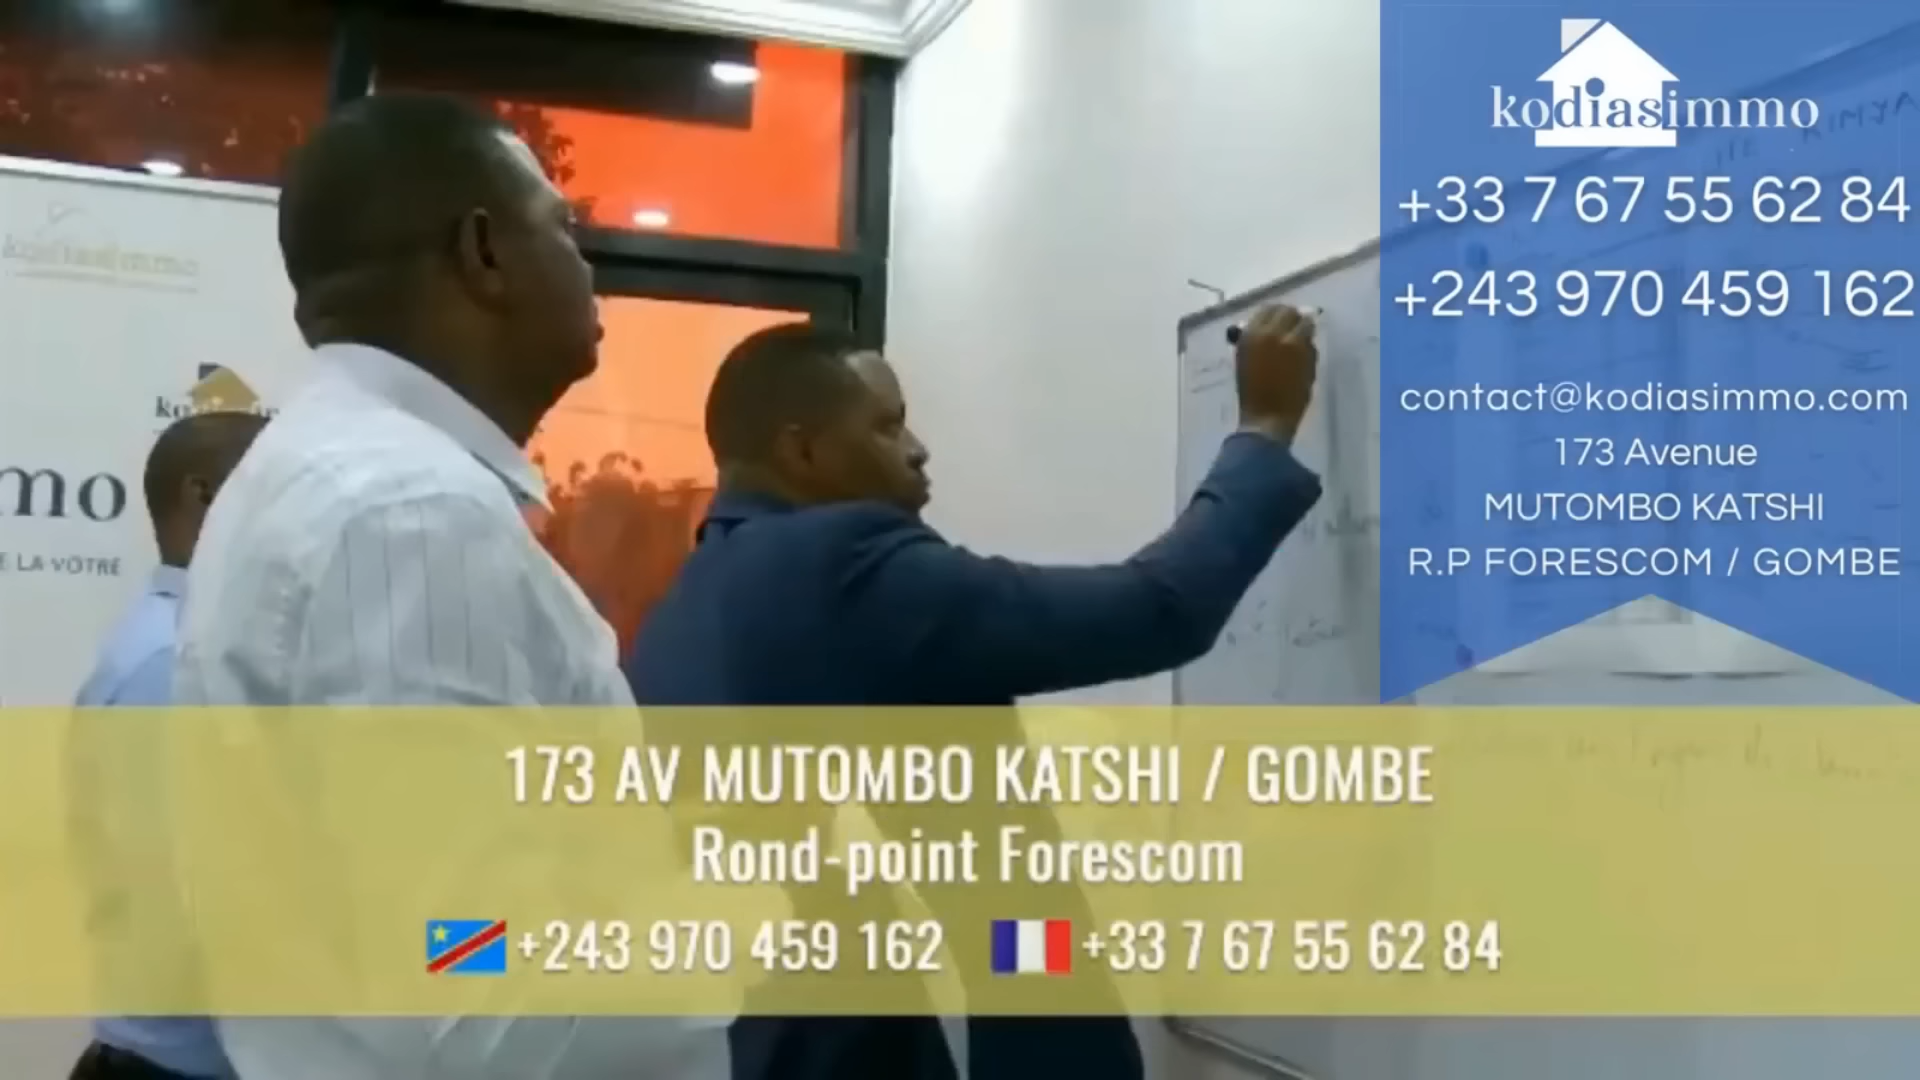 kodiasimmo
+33 7 67 55 62 84
+243 970 459 162
contact@kodiasimmo.com
173 Avenue
MUTOMBO KATSHI
R.P FORESCOM / GOMBE
kodiasimmo
mo
LA VOTRE
173 AV MUTOMBO KATSHI / GOMBE
Rond-point Forescom
+243 970 459 162 +33 7 67 55 62 84